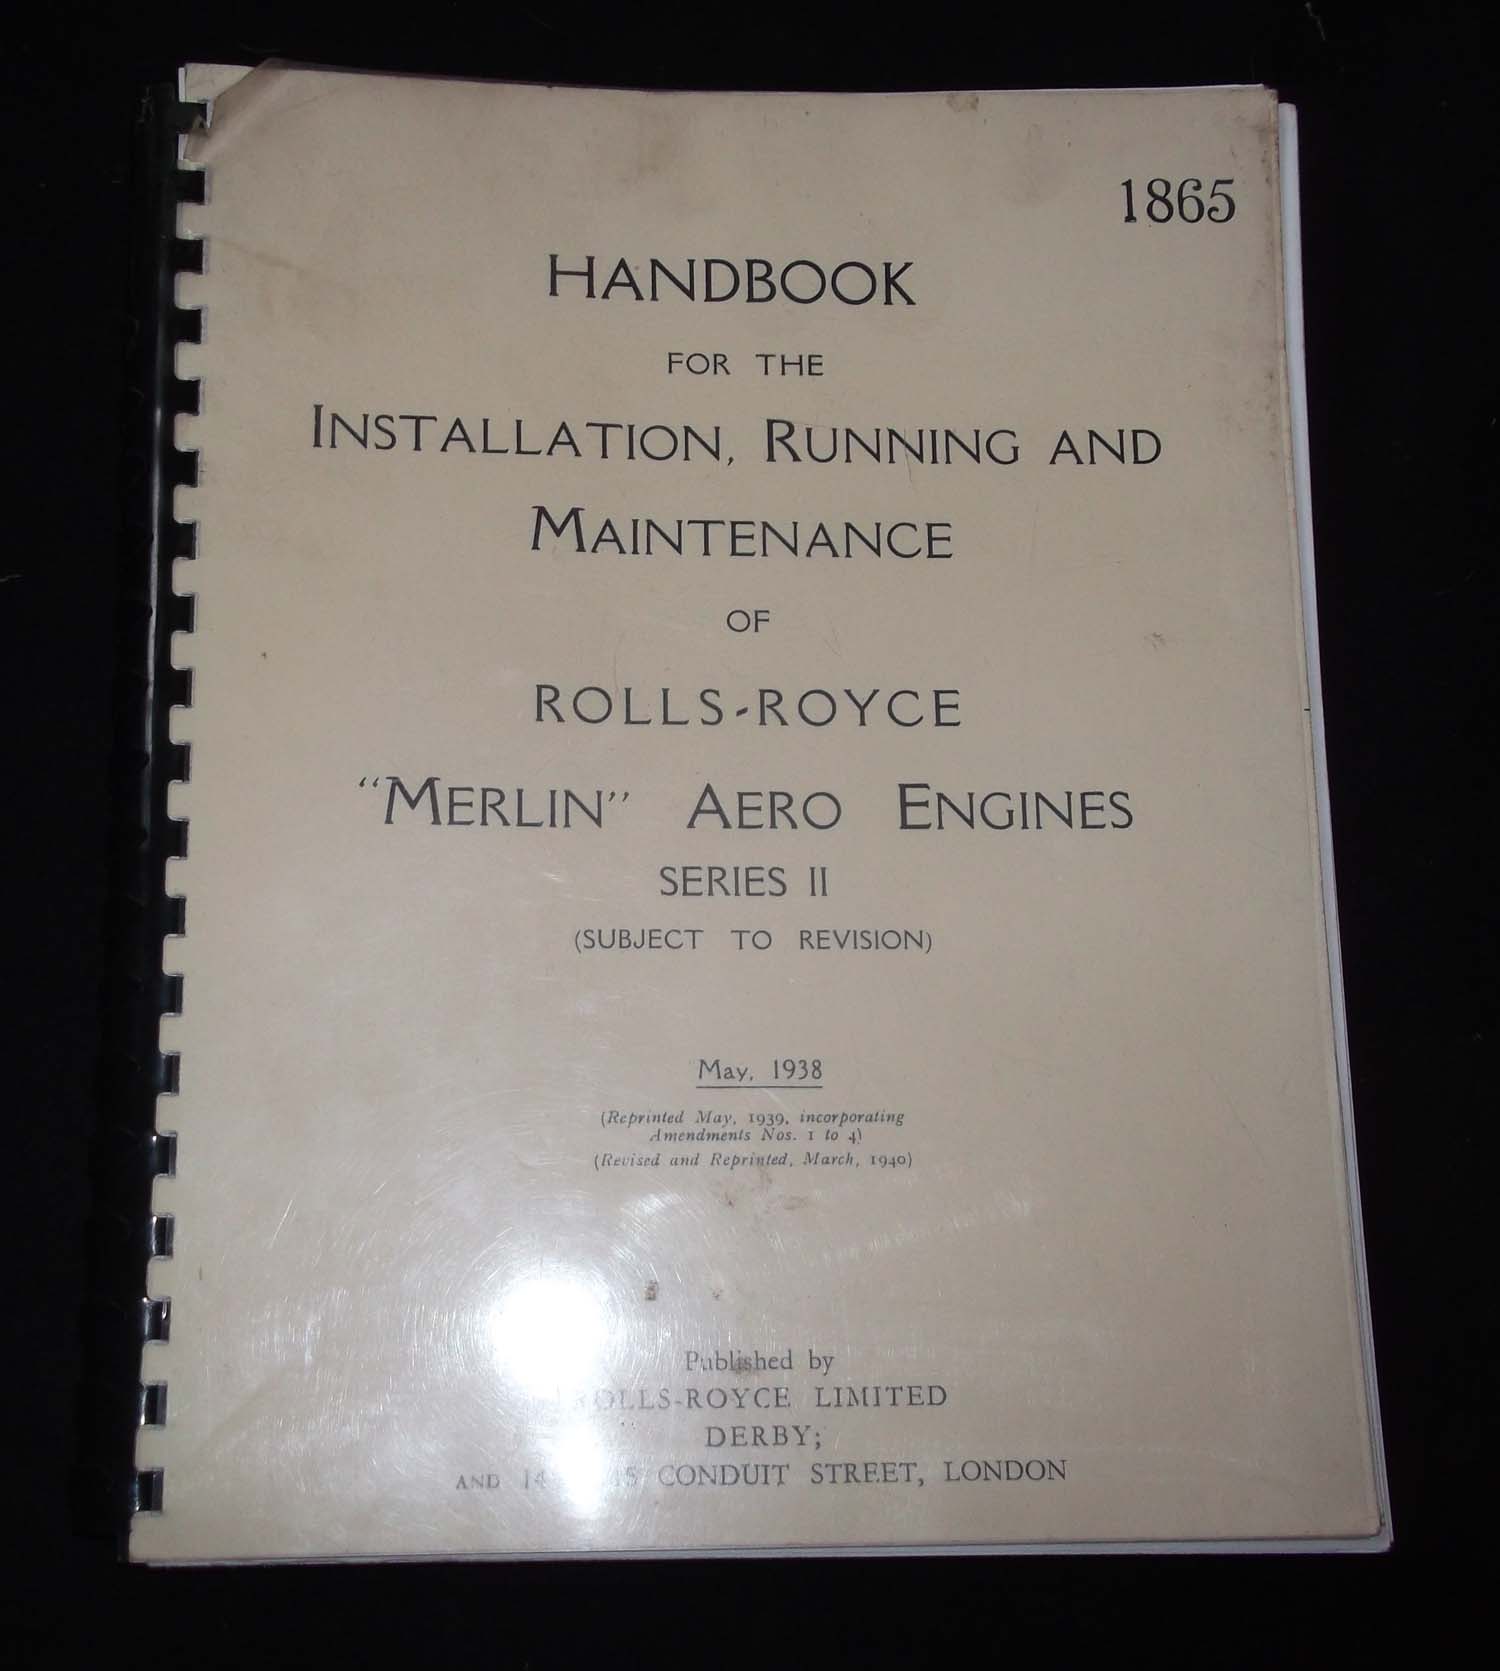 1865
HANDBOOK
FOR THE
INSTALLATION, RUNNING AND
MAINTENANCE
OF
ROLLS-ROYCE
"MERLIN" AERO ENGINES
SERIES II
(SUBJECT TO REVISION)
May, 1938
(Reprinted May, 1939, incorporating
Amendments Nos. 1 to 4)
(Revised and Reprinted, March, 1940)
Published by
ROLLS-ROYCE LIMITED
DERBY;
AND 14 15 CONDUIT STREET, LONDON